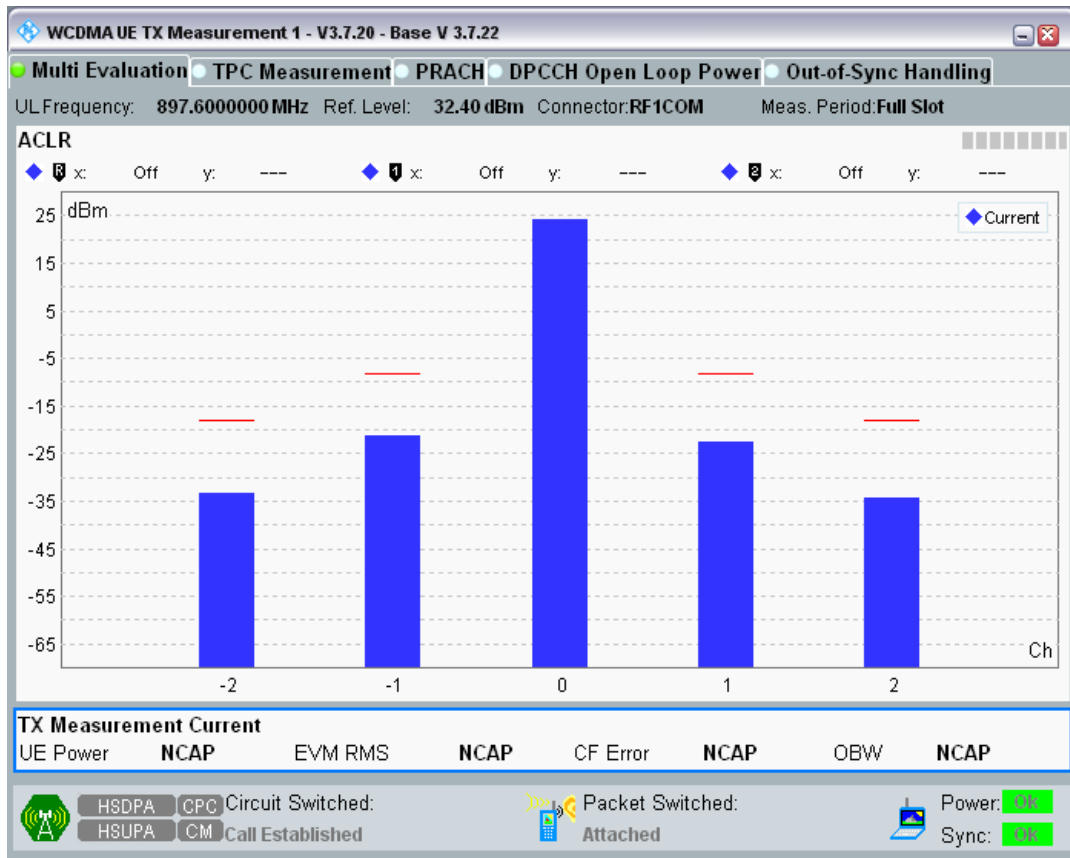 WCDMA UE TX Measurement 1 - V3.7.20 - Base V 3.7.22
Multi Evaluation TPC Measurement PRACH DPCCH Open Loop Power Out-of-Sync Handling
UL Frequency: 897.6000000 MHz Ref. Level: 32.40 dBm Connector:RF1COM Meas. Period:Full Slot
ACLR
R x: Off y: --- 1 x: Off y: --- 2 x: Off y: ---
dBm
Current
25
15
5
-5
-15
-25
-35
-45
-55
-65
Ch
-2 -1 0 1 2
TX Measurement Current
UE Power NCAP EVM RMS NCAP CF Error NCAP OBW NCAP
HSDPA CPC Circuit Switched: Packet Switched: Power: Ok
HSUPA CM Call Established Attached Sync: Ok